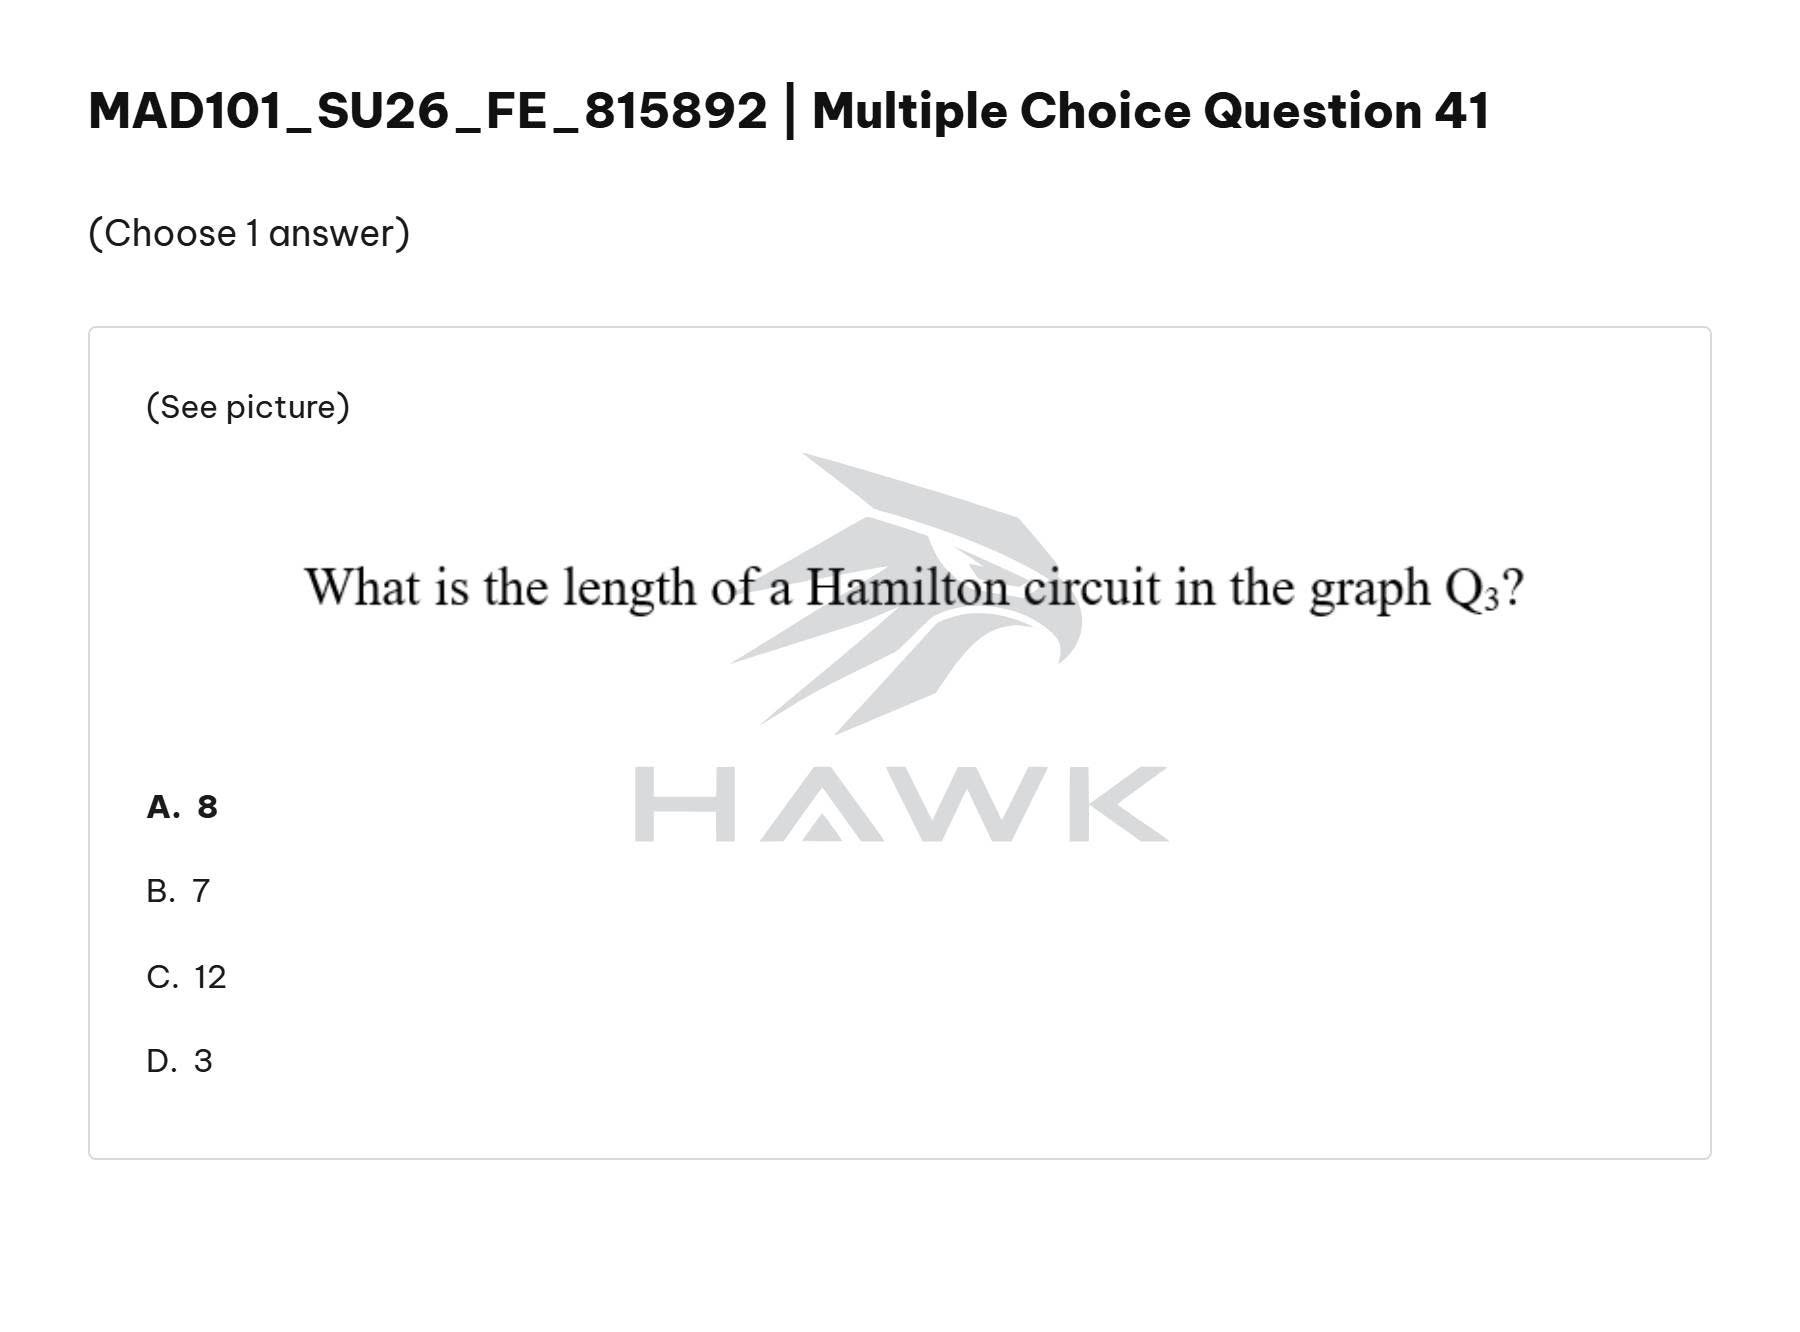 MAD101_SU26_FE_815892 | Multiple Choice Question 41
(Choose 1 answer)
(See picture)
What is the length of a Hamilton circuit in the graph Q₃?
HAWK
A. 8
B. 7
C. 12
D. 3